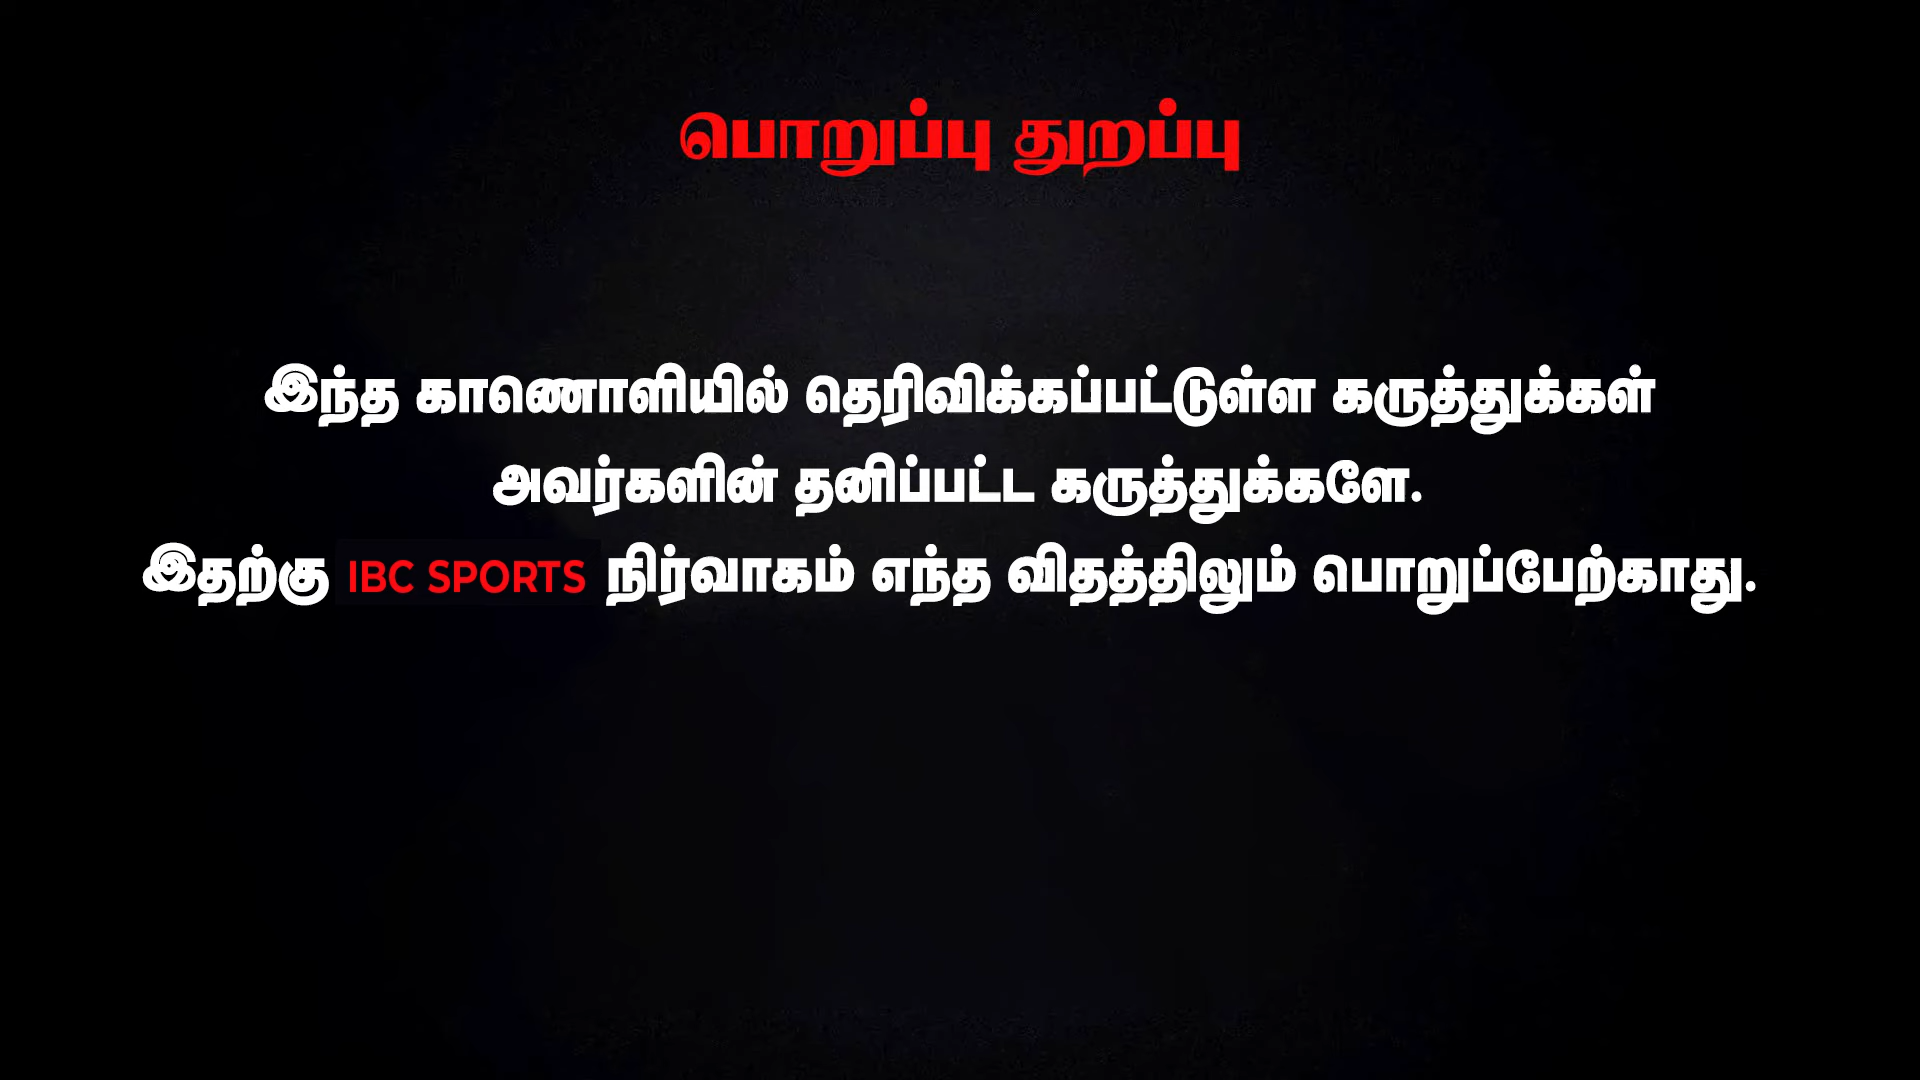 பொறுப்பு துறப்பு
இந்த காணொளியில் தெரிவிக்கப்பட்டுள்ள கருத்துக்கள்
அவர்களின் தனிப்பட்ட கருத்துக்களே.
இதற்கு IBC SPORTS நிர்வாகம் எந்த விதத்திலும் பொறுப்பேற்காது.